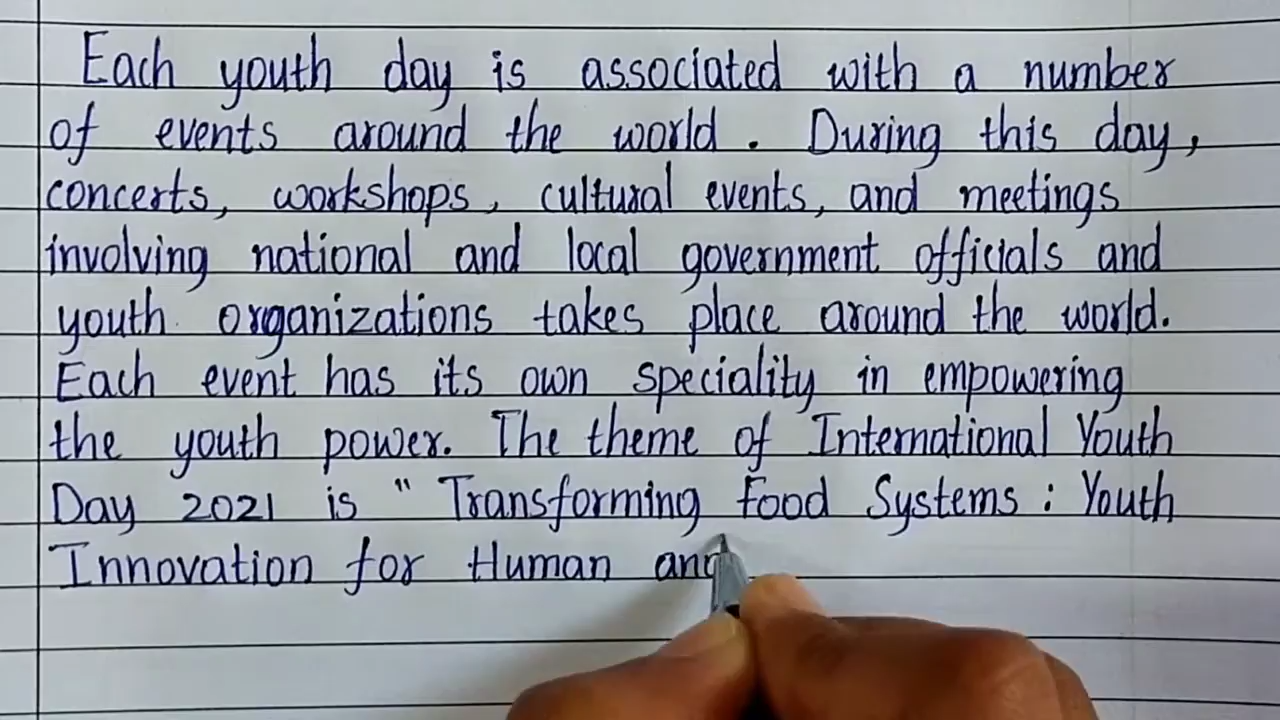 Each youth day is associated with a number
of events around the world. During this day,
concerts, workshops, cultural events, and meetings
involving national and local government officials and
youth organizations takes place around the world.
Each event has its own speciality in empowering
the youth power. The theme of International Youth
Day 2021 is " Transforming Food Systems : Youth
Innovation for Human and